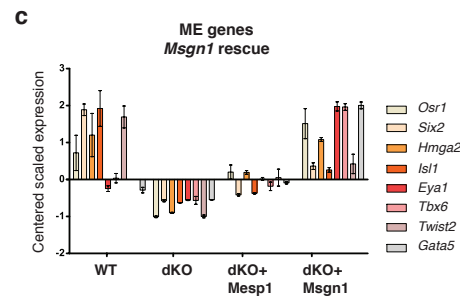 C
ME genes
Msgn1 rescue
Centered scaled expression
3
2
1
0
-1
-2
WT
dKO
dKO+
Mesp1
dKO+
Msgn1
Osr1
Six2
Hmga2
Isl1
Eya1
Tbx6
Twist2
Gata5